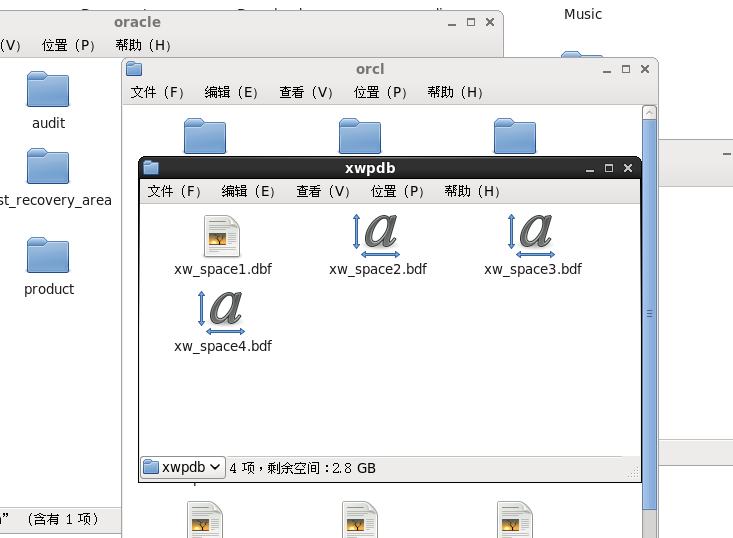 Music
oracle
(V) 位置 (P) 帮助 (H)
audit
st_recovery_area
product
” (含有 1 项)
orcl
文件 (F) 编辑 (E) 查看 (V) 位置 (P) 帮助 (H)
xwpdb
文件 (F) 编辑 (E) 查看 (V) 位置 (P) 帮助 (H)
xw_space1.dbf xw_space2.bdf xw_space3.bdf
xw_space4.bdf
xwpdb 4 项，剩余空间：2.8 GB